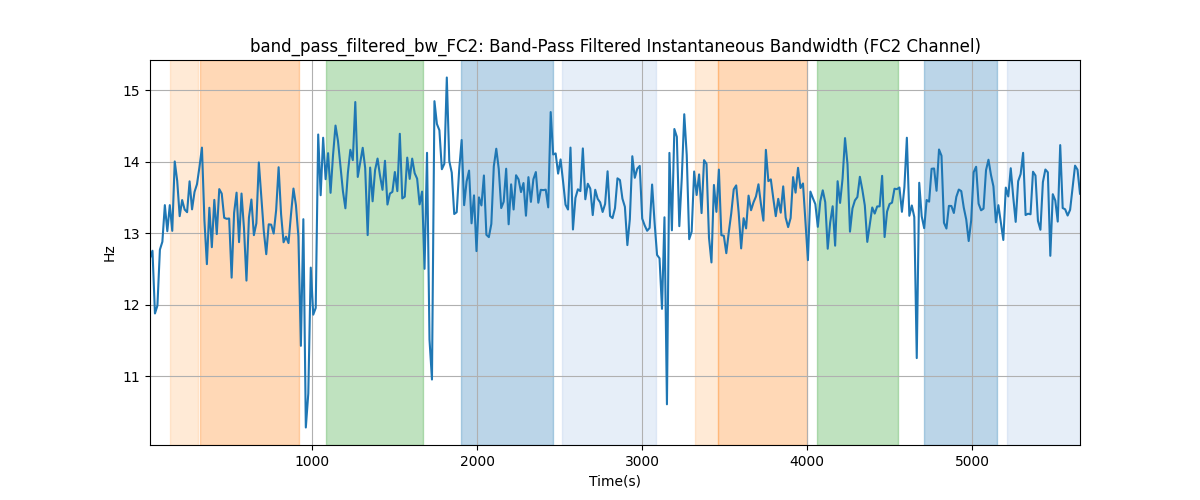 band_pass_filtered_bw_FC2: Band-Pass Filtered Instantaneous Bandwidth (FC2 Channel)
15
14
13
12
11
Hz
1000 2000 3000 4000 5000
Time(s)